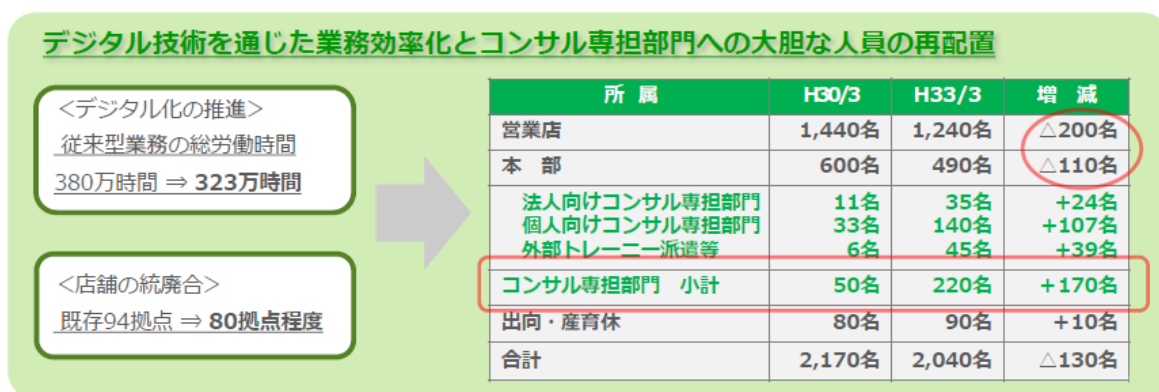 デジタル技術を通じた業務効率化とコンサル専担部門への大胆な人員の再配置
<デジタル化の推進>
従来型業務の総労働時間
380万時間 ⇒ 323万時間
<店舗の統廃合>
既存94拠点 ⇒ 80拠点程度
所 属 H30/3 H33/3 増 減
営業店 1,440名 1,240名 △200名
本 部 600名 490名 △110名
法人向けコンサル専担部門 11名 35名 +24名
個人向けコンサル専担部門 33名 140名 +107名
外部トレーニー派遣等 6名 45名 +39名
コンサル専担部門 小計 50名 220名 +170名
出向・産育休 80名 90名 +10名
合計 2,170名 2,040名 △130名